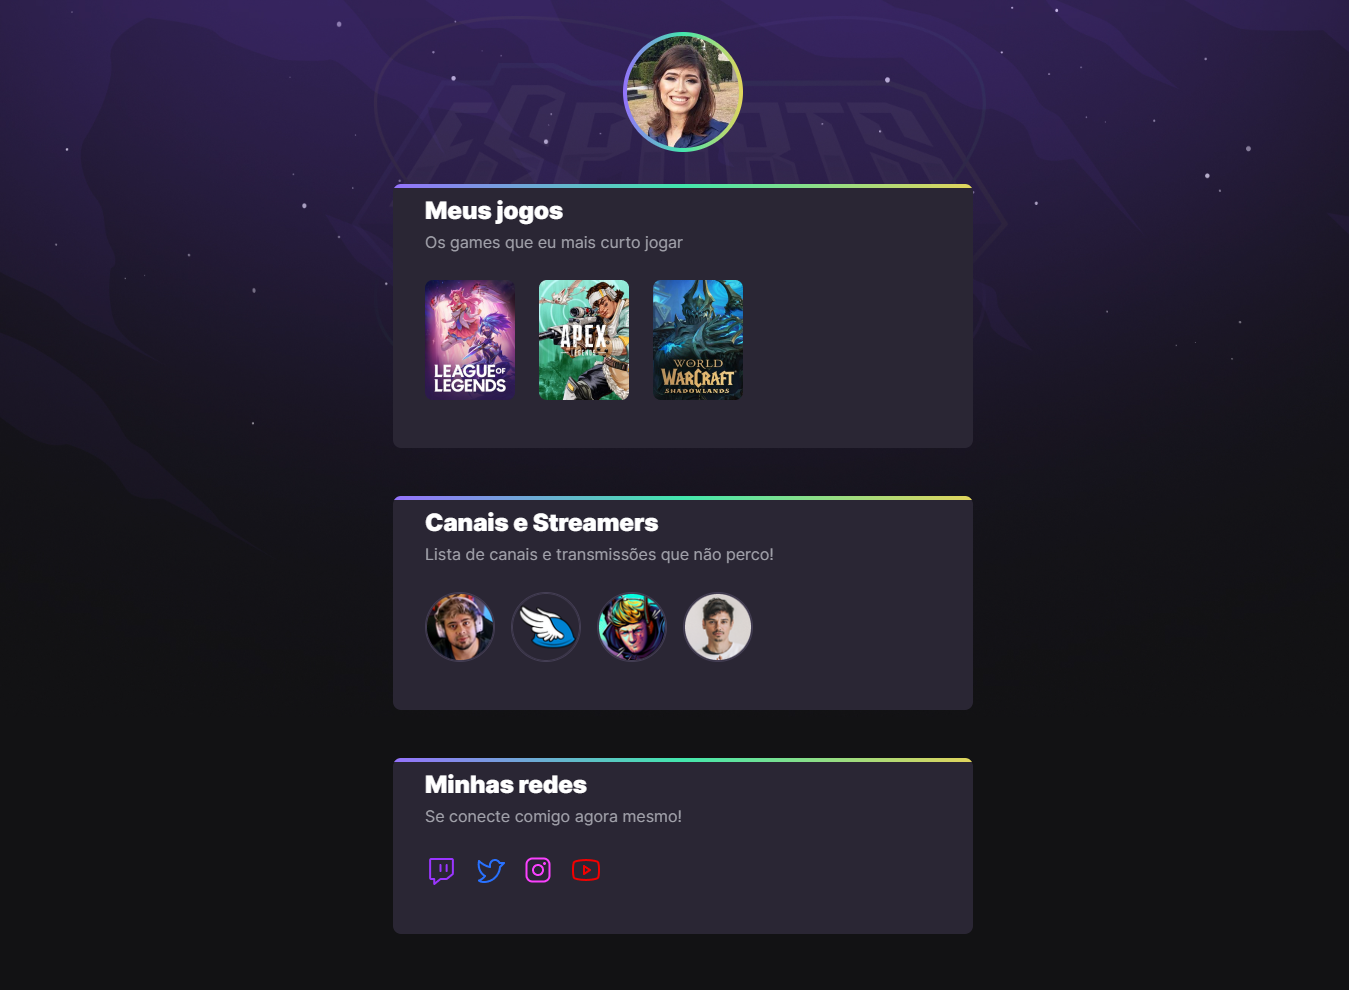 ESPORTS
Meus jogos
Os games que eu mais curto jogar
LEAGUE OF
LEGENDS
APEX
LEGENDS
WORLD
WARCRAFT
SHADOWLANDS
Canais e Streamers
Lista de canais e transmissões que não perco!
Minhas redes
Se conecte comigo agora mesmo!